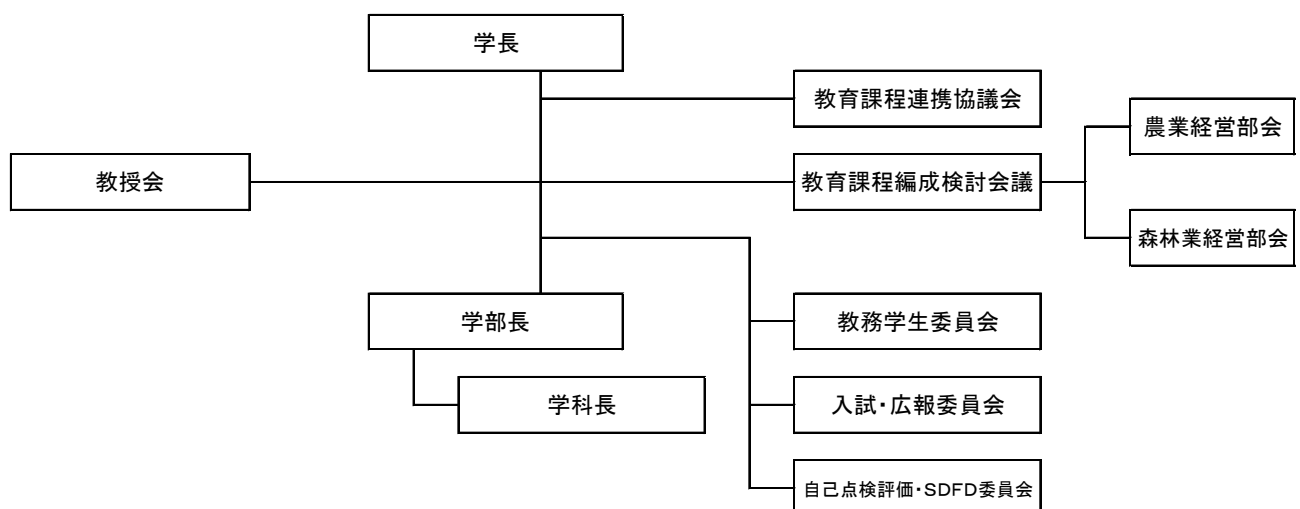 学長
教育課程連携協議会
農業経営部会
教授会
教育課程編成検討会議
森林業経営部会
学部長
教務学生委員会
学科長
入試・広報委員会
自己点検評価・SDFD委員会